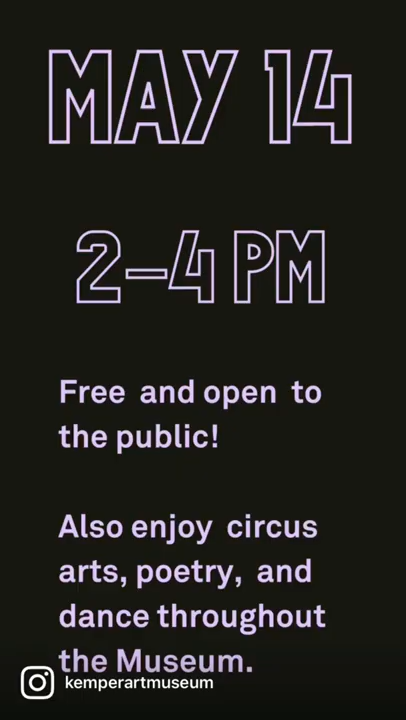 MAY 14
2–4 PM
Free and open to
the public!
Also enjoy circus
arts, poetry, and
dance throughout
the Museum.
kemperartmuseum